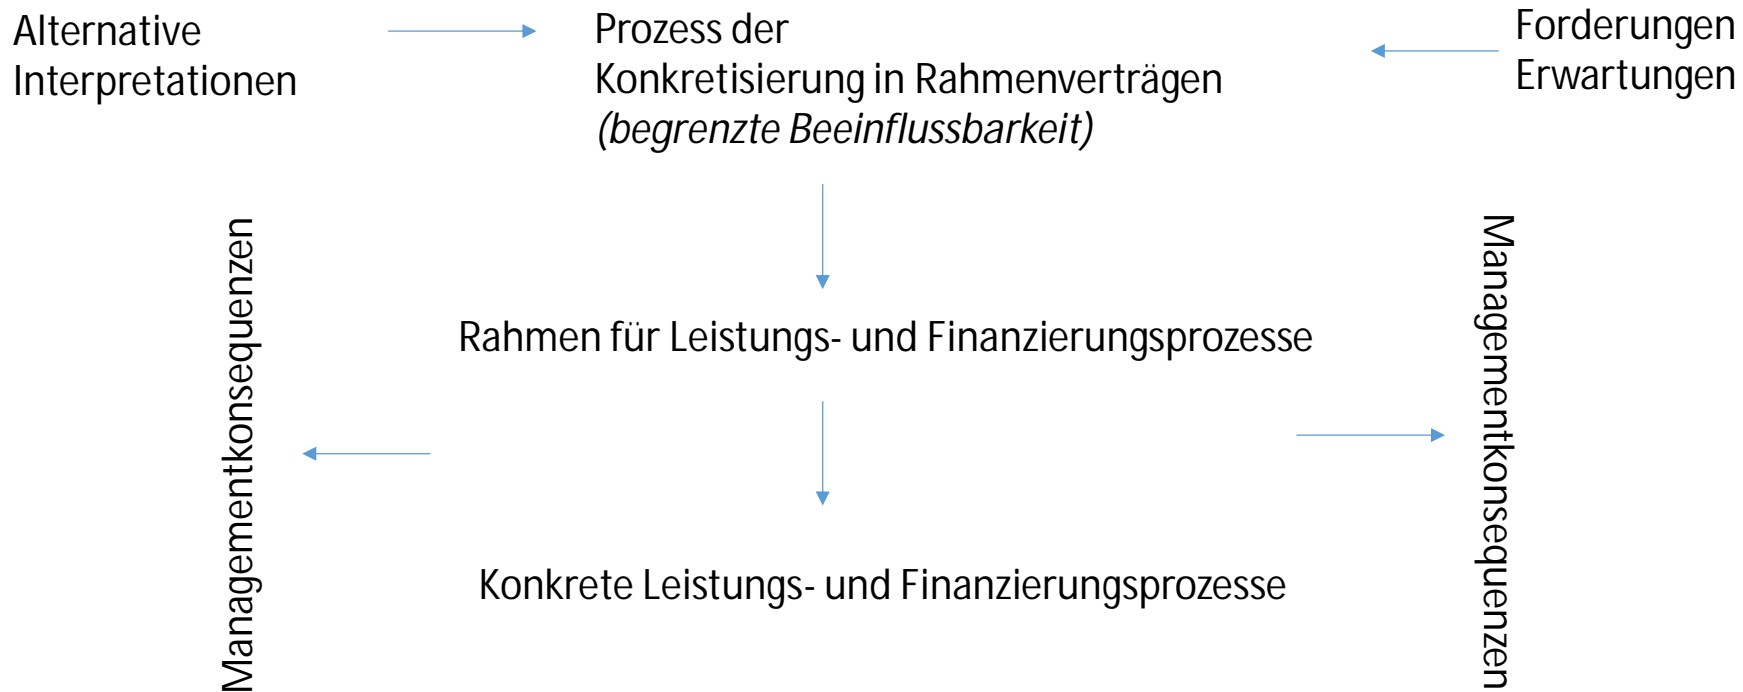 Alternative
Interpretationen
Prozess der
Konkretisierung in Rahmenverträgen
(begrenzte Beeinflussbarkeit)
Forderungen
Erwartungen
Managementkonsequenzen
Rahmen für Leistungs- und Finanzierungsprozesse
Managementkonsequenzen
Konkrete Leistungs- und Finanzierungsprozesse